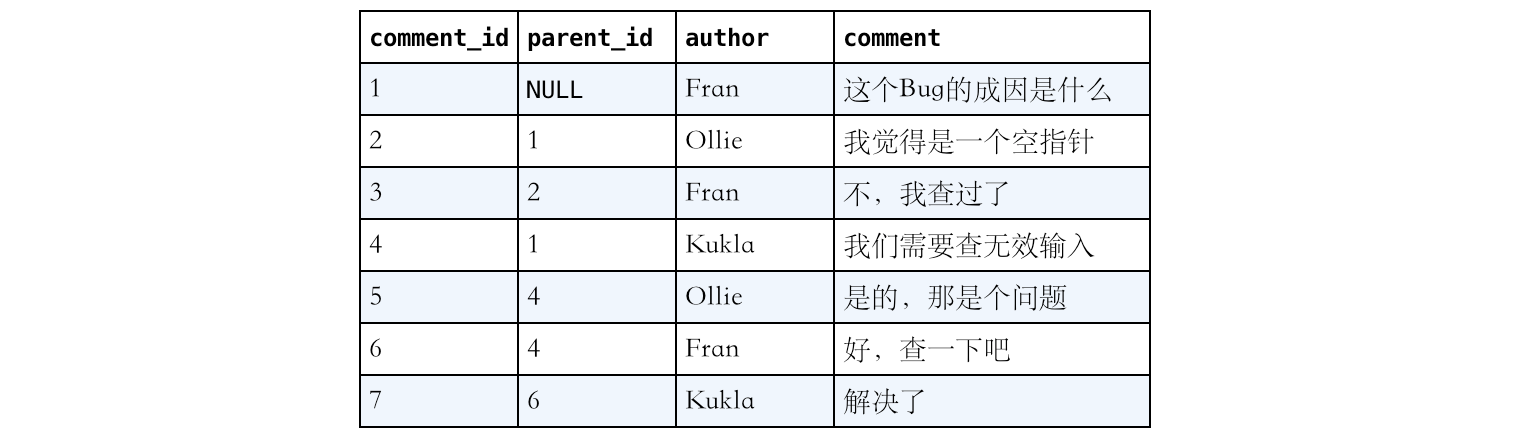 comment_id parent_id author comment
1 NULL Fran 这个Bug的成因是什么
2 1 Ollie 我觉得是一个空指针
3 2 Fran 不，我查过了
4 1 Kukla 我们需要查无效输入
5 4 Ollie 是的，那是个问题
6 4 Fran 好，查一下吧
7 6 Kukla 解决了